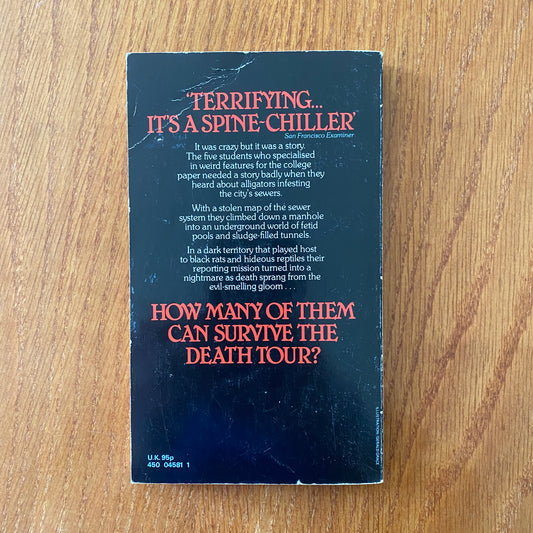 'TERRIFYING...
IT'S A SPINE-CHILLER'
San Francisco Examiner
It was crazy but it was a story.
The five students who specialised
in weird features for the college
paper needed a story badly when they
heard about alligators infesting
the city's sewers.
With a stolen map of the sewer
system they climbed down a manhole
into an underground world of fetid
pools and sludge-filled tunnels.
In a dark territory that played host
to black rats and hideous reptiles their
reporting mission turned into a
nightmare as death sprang from the
evil-smelling gloom . . .
HOW MANY OF THEM
CAN SURVIVE THE
DEATH TOUR?
U.K. 95p
450 04581 1